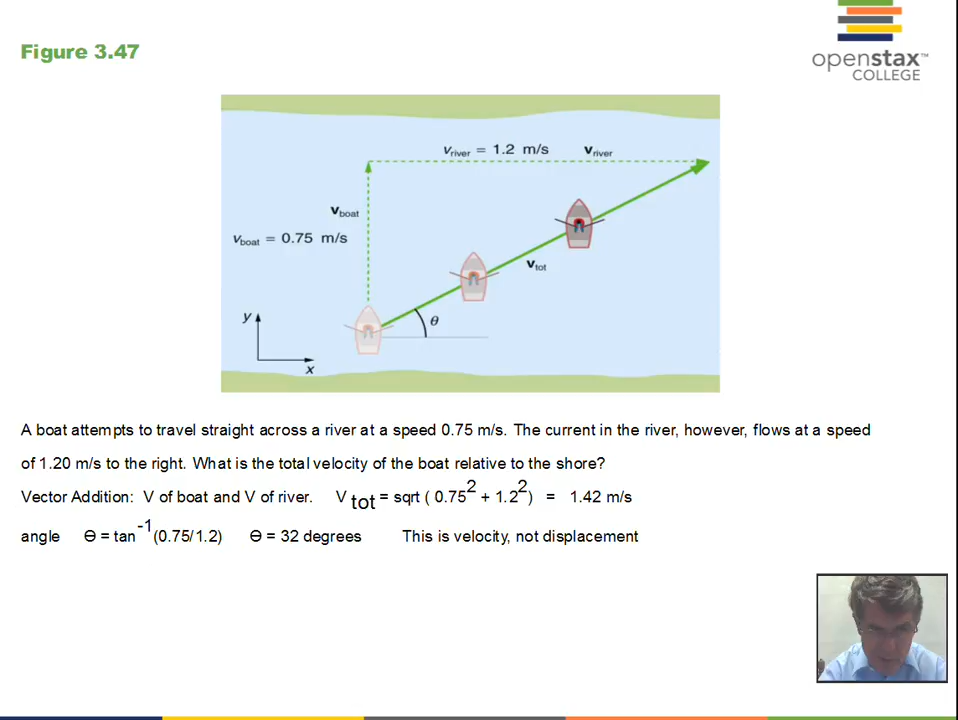 Figure 3.47
openstax™
COLLEGE
v_river = 1.2 m/s v_river
v_boat
v_boat = 0.75 m/s
v_tot
y
θ
x
A boat attempts to travel straight across a river at a speed 0.75 m/s. The current in the river, however, flows at a speed
of 1.20 m/s to the right. What is the total velocity of the boat relative to the shore?
Vector Addition: V of boat and V of river. V tot = sqrt ( 0.75² + 1.2²) = 1.42 m/s
angle ϴ = tan⁻¹(0.75/1.2) ϴ = 32 degrees This is velocity, not displacement